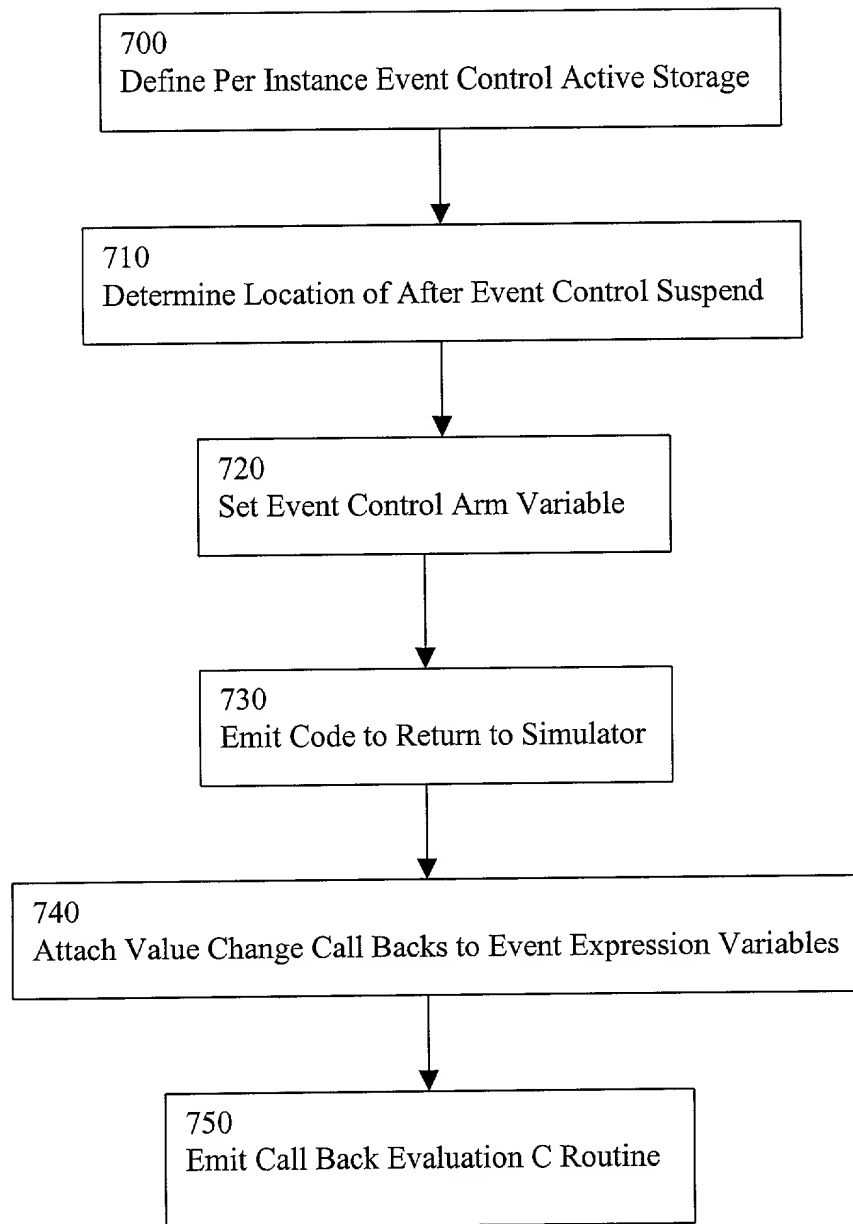 700
Define Per Instance Event Control Active Storage
710
Determine Location of After Event Control Suspend
720
Set Event Control Arm Variable
730
Emit Code to Return to Simulator
740
Attach Value Change Call Backs to Event Expression Variables
750
Emit Call Back Evaluation C Routine